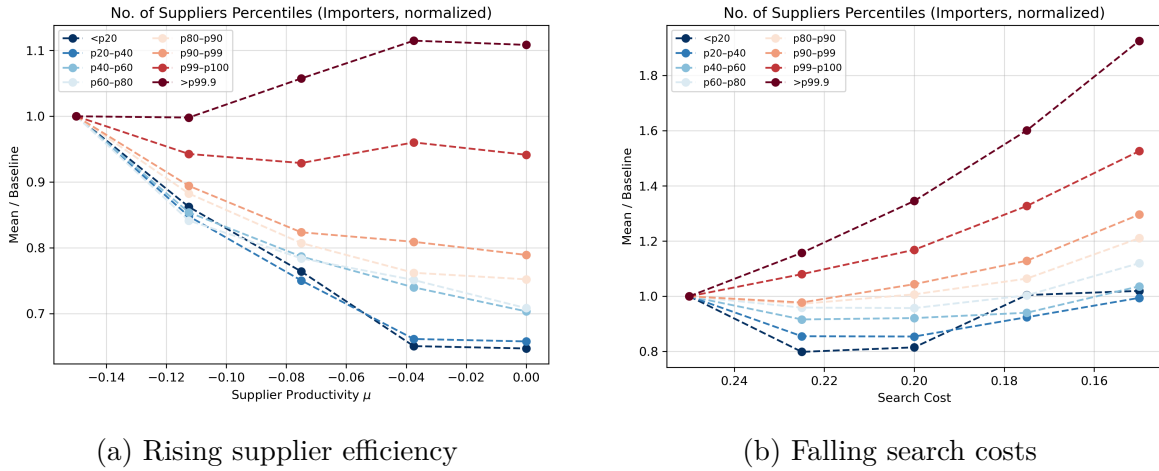 No. of Suppliers Percentiles (Importers, normalized)
<p20
p20–p40
p40–p60
p60–p80
p80–p90
p90–p99
p99–p100
>p99.9
1.1
1.0
0.9
0.8
0.7
Mean / Baseline
−0.14
−0.12
−0.10
−0.08
−0.06
−0.04
−0.02
0.00
Supplier Productivity μ
(a) Rising supplier efficiency
No. of Suppliers Percentiles (Importers, normalized)
<p20
p20–p40
p40–p60
p60–p80
p80–p90
p90–p99
p99–p100
>p99.9
1.8
1.6
1.4
1.2
1.0
0.8
Mean / Baseline
0.24
0.22
0.20
0.18
0.16
Search Cost
(b) Falling search costs